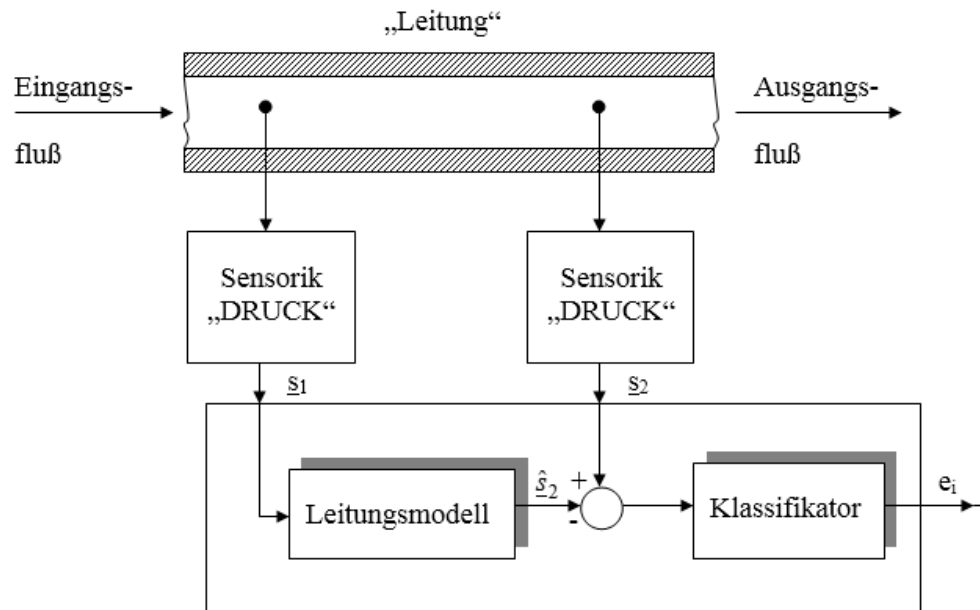 „Leitung“
Eingangs-
fluß
Ausgangs-
fluß
Sensorik
„DRUCK“
Sensorik
„DRUCK“
s1
s2
Leitungsmodell
ŝ2
+
-
Klassifikator
ei